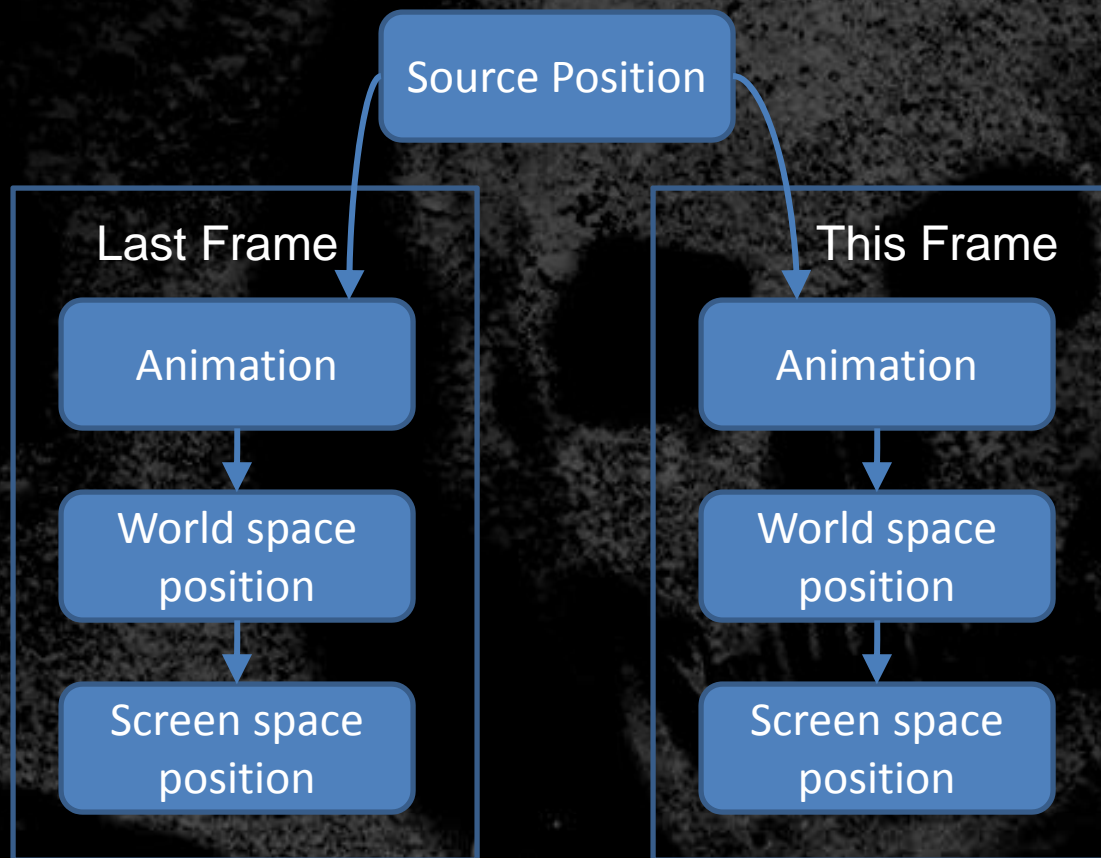 Source Position
Last Frame
Animation
World space
position
Screen space
position
This Frame
Animation
World space
position
Screen space
position